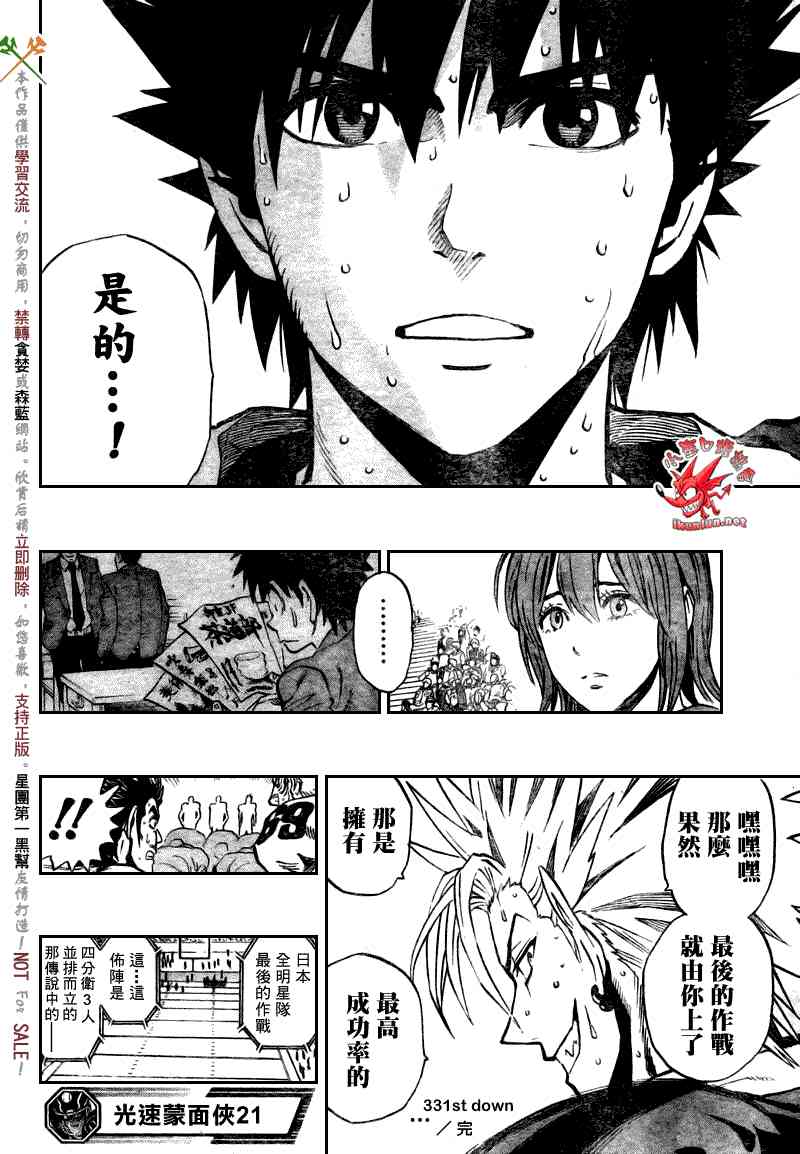 是的…！
………
嘿嘿嘿
那麼
果然
最後的作戰
就由你上了
那是
擁有
最高
成功率的
…
!!
89
日本
全明星隊
最後的作戰
這…這
佈陣是
四分衛3人
並排而立的
那傳說中的——
光速蒙面俠21
331st down
／完
本作品僅供學習交流，切勿商用，禁轉貪婪或森藍網站。欣賞后請立即刪除，如您喜歡，支持正版。星團第一黑幫友情打造—NOT For SALE—
ikunlun.net
茶道部